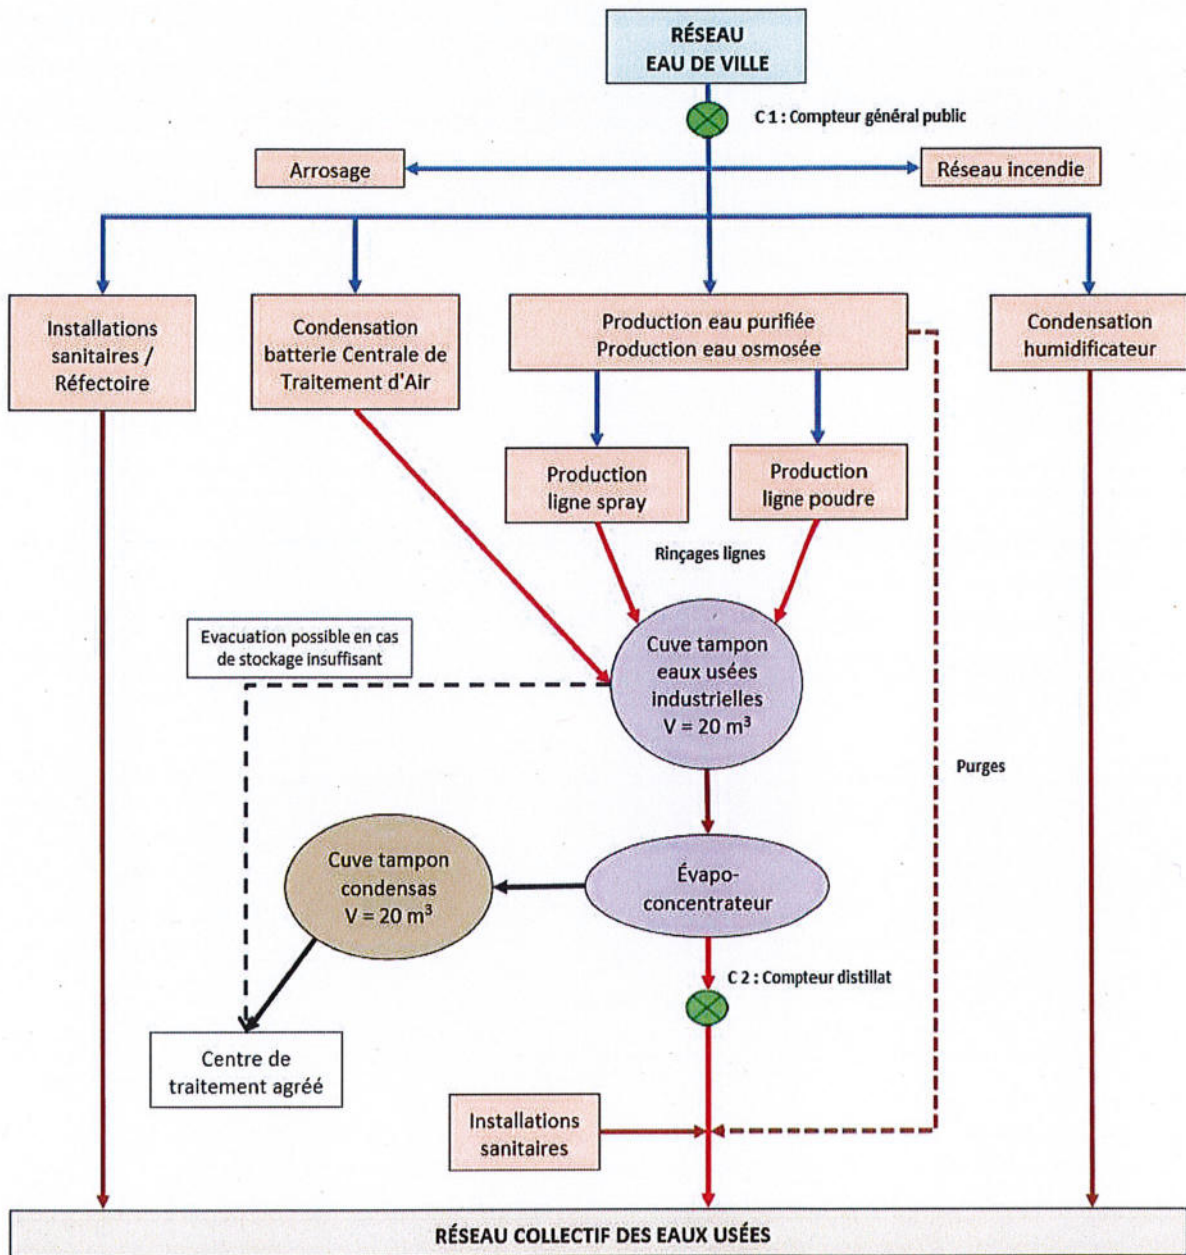 RÉSEAU
EAU DE VILLE
C 1 : Compteur général public
Arrosage
Réseau incendie
Installations
sanitaires /
Réfectoire
Condensation
batterie Centrale de
Traitement d'Air
Production eau purifiée
Production eau osmosée
Condensation
humidificateur
Production
ligne spray
Production
ligne poudre
Rinçages lignes
Evacuation possible en cas
de stockage insuffisant
Cuve tampon
eaux usées
industrielles
V = 20 m³
Purges
Cuve tampon
condensas
V = 20 m³
Évapo-
concentrateur
C 2 : Compteur distillat
Centre de
traitement agréé
Installations
sanitaires
RÉSEAU COLLECTIF DES EAUX USÉES